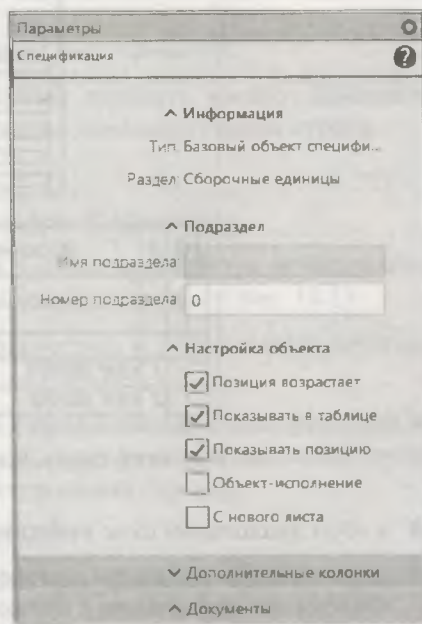 Параметры
Спецификация
Информация
Тип: Базовый объект специфи...
Раздел: Сборочные единицы
Подраздел
Имя подраздела
Номер подраздела 0
Настройка объекта
Позиция возрастает
Показывать в таблице
Показывать позицию
Объект-исполнение
С нового листа
Дополнительные колонки
Документы